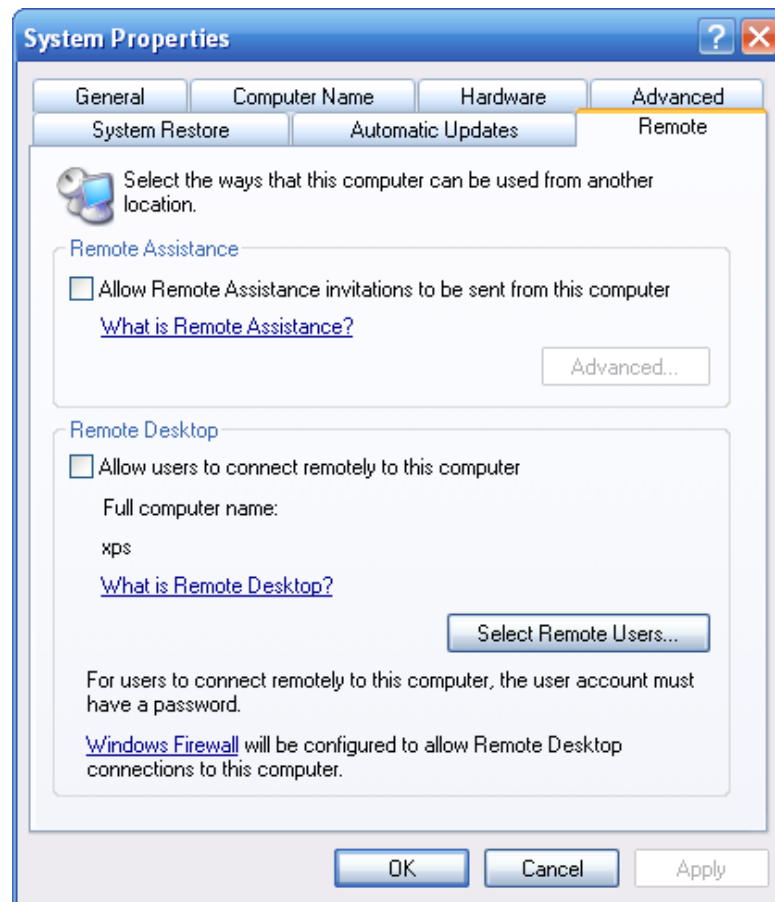 System Properties
General Computer Name Hardware Advanced
System Restore Automatic Updates Remote
Select the ways that this computer can be used from another
location.
Remote Assistance
Allow Remote Assistance invitations to be sent from this computer
What is Remote Assistance?
Advanced...
Remote Desktop
Allow users to connect remotely to this computer
Full computer name:
xps
What is Remote Desktop?
Select Remote Users...
For users to connect remotely to this computer, the user account must
have a password.
Windows Firewall will be configured to allow Remote Desktop
connections to this computer.
OK Cancel Apply